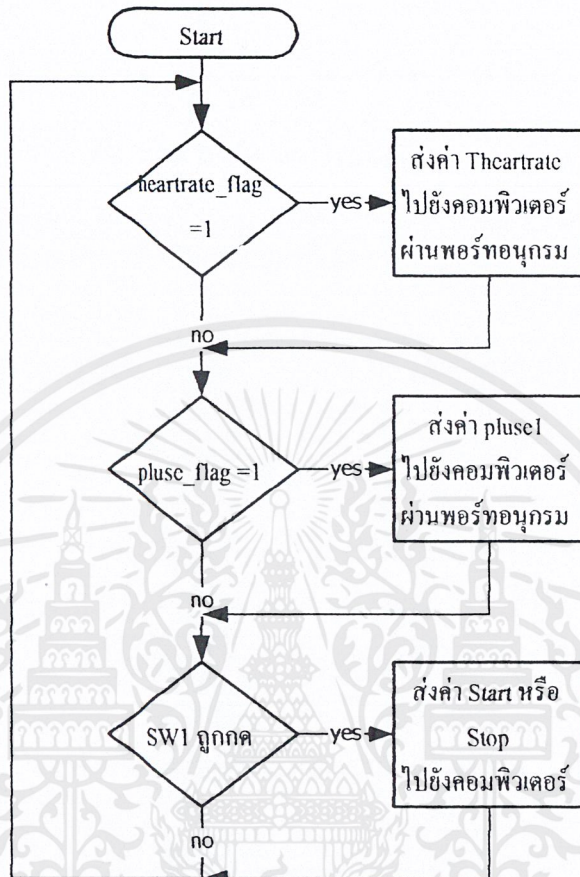 Start
heartrate_flag
=1
yes
ส่งค่า Theartrate
ไปยังคอมพิวเตอร์
ผ่านพอร์ทอนุกรม
no
pluse_flag =1
yes
ส่งค่า pluse1
ไปยังคอมพิวเตอร์
ผ่านพอร์ทอนุกรม
no
SW1 ถูกกด
yes
ส่งค่า Start หรือ
Stop
ไปยังคอมพิวเตอร์
no